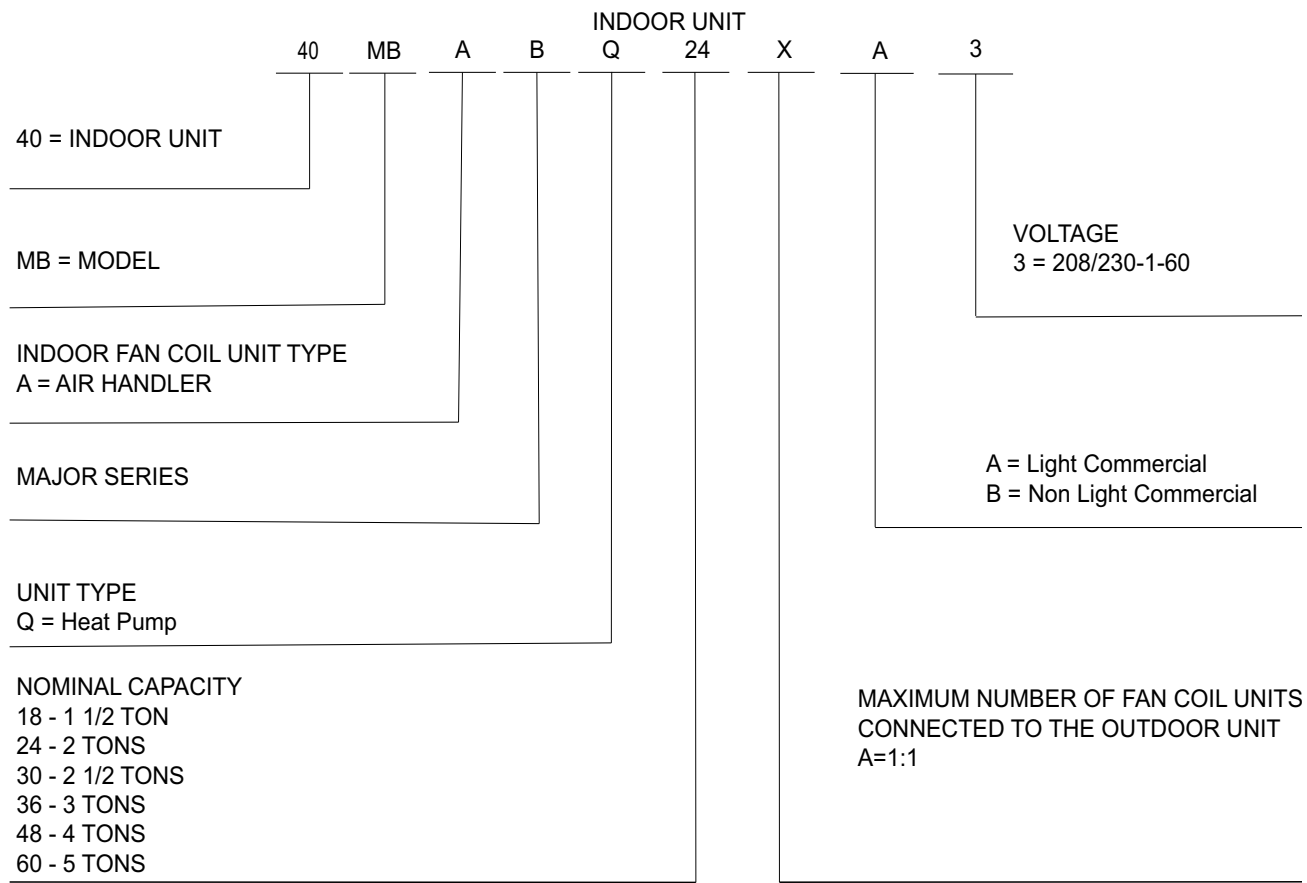 INDOOR UNIT
40 MB A B Q 24 X A 3
40 = INDOOR UNIT
MB = MODEL
INDOOR FAN COIL UNIT TYPE
A = AIR HANDLER
MAJOR SERIES
UNIT TYPE
Q = Heat Pump
NOMINAL CAPACITY
18 - 1 1/2 TON
24 - 2 TONS
30 - 2 1/2 TONS
36 - 3 TONS
48 - 4 TONS
60 - 5 TONS
VOLTAGE
3 = 208/230-1-60
A = Light Commercial
B = Non Light Commercial
MAXIMUM NUMBER OF FAN COIL UNITS
CONNECTED TO THE OUTDOOR UNIT
A=1:1